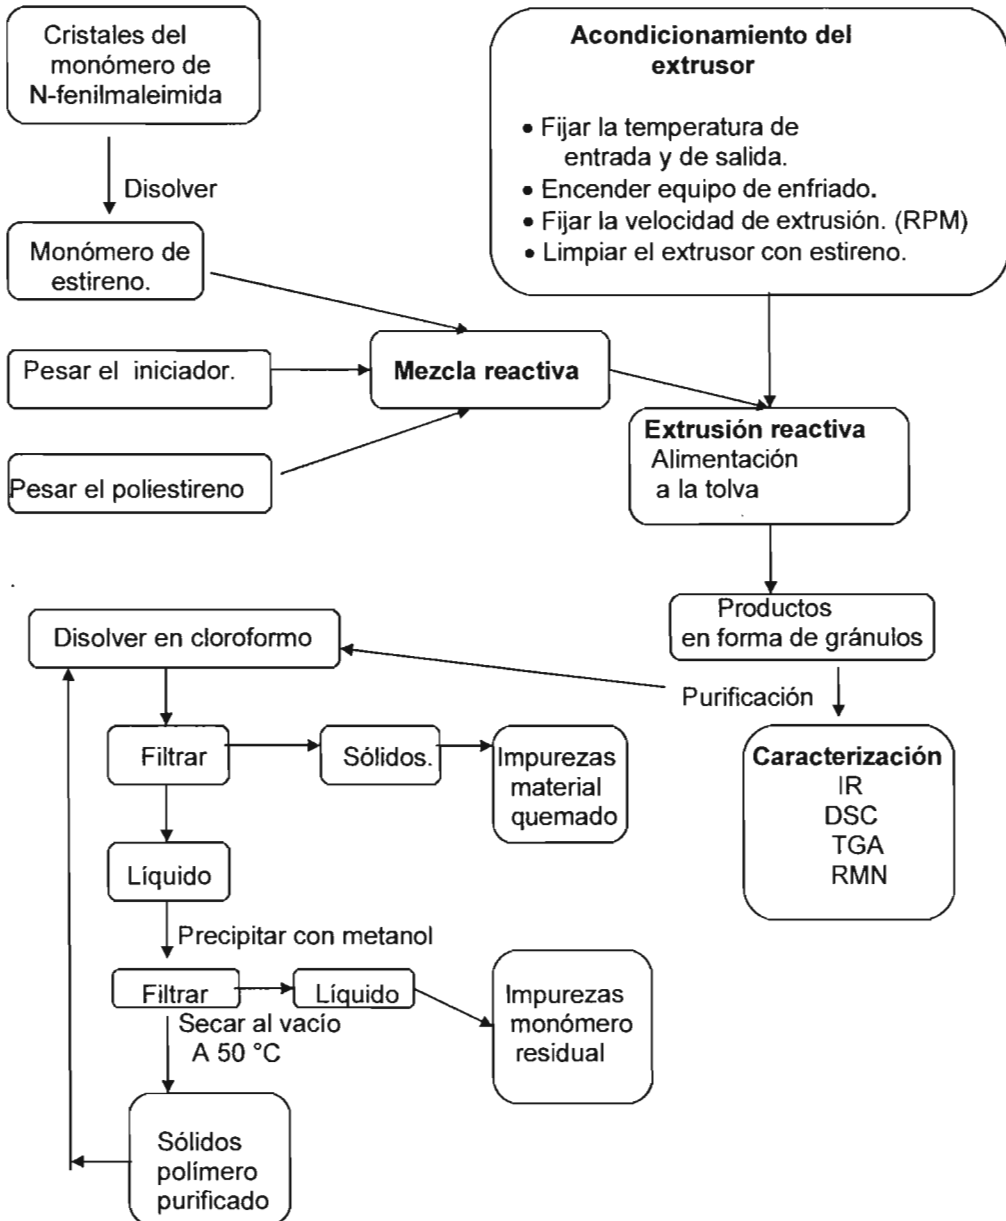 Cristales del
monómero de
N-fenilmaleimida
Disolver
Monómero de
estireno.
Pesar el iniciador.
Pesar el poliestireno
Mezcla reactiva
Acondicionamiento del
extrusor
• Fijar la temperatura de
entrada y de salida.
• Encender equipo de enfriado.
• Fijar la velocidad de extrusión. (RPM)
• Limpiar el extrusor con estireno.
Extrusión reactiva
Alimentación
a la tolva
Productos
en forma de gránulos
Purificación
Caracterización
IR
DSC
TGA
RMN
Disolver en cloroformo
Filtrar
Sólidos.
Impurezas
material
quemado
Líquido
Precipitar con metanol
Filtrar
Líquido
Impurezas
monómero
residual
Secar al vacío
A 50 °C
Sólidos
polímero
purificado